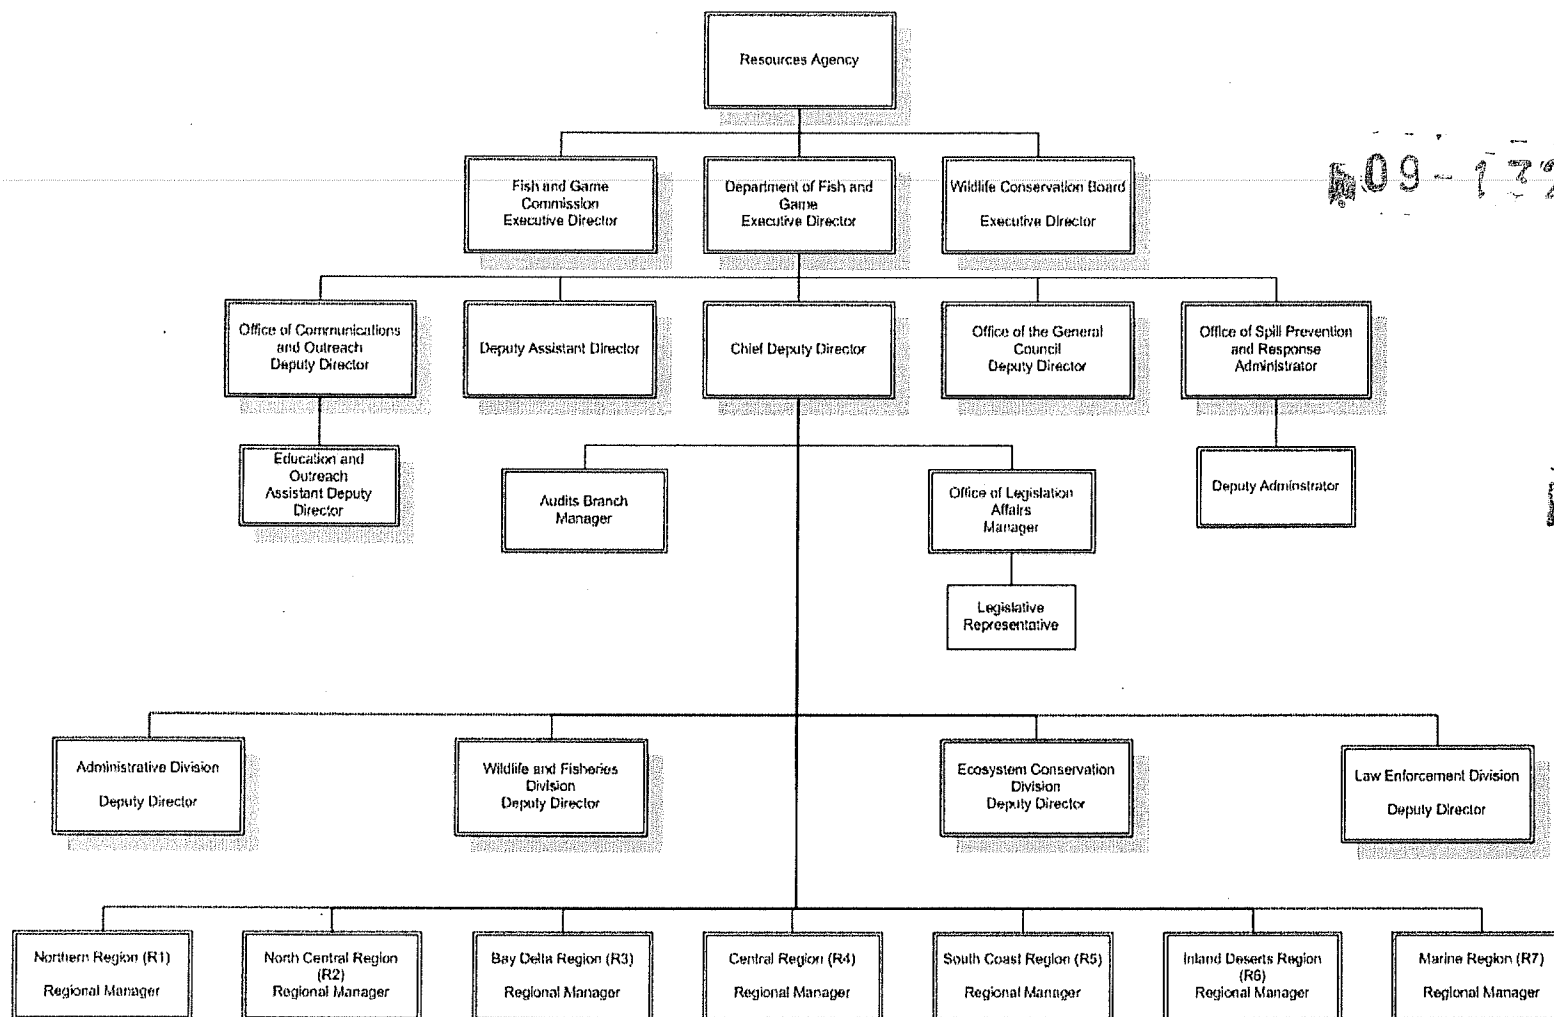 Resources Agency
Fish and Game
Commission
Executive Director
Department of Fish and
Game
Executive Director
Wildlife Conservation Board
Executive Director
Office of Communications
and Outreach
Deputy Director
Deputy Assistant Director
Chief Deputy Director
Office of the General
Council
Deputy Director
Office of Spill Prevention
and Response
Administrator
Education and
Outreach
Assistant Deputy
Director
Audits Branch
Manager
Office of Legislation
Affairs
Manager
Deputy Adminstrator
Legislative
Representative
Administrative Division
Deputy Director
Wildlife and Fisheries
Division
Deputy Director
Ecosystem Conservation
Division
Deputy Director
Law Enforcement Division
Deputy Director
Northern Region (R1)
Regional Manager
North Central Region
(R2)
Regional Manager
Bay Delta Region (R3)
Regional Manager
Central Region (R4)
Regional Manager
South Coast Region (R5)
Regional Manager
Inland Deserts Region
(R6)
Regional Manager
Marine Region (R7)
Regional Manager